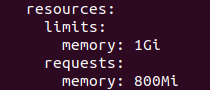 resources:
  limits:
    memory: 1Gi
  requests:
    memory: 800Mi